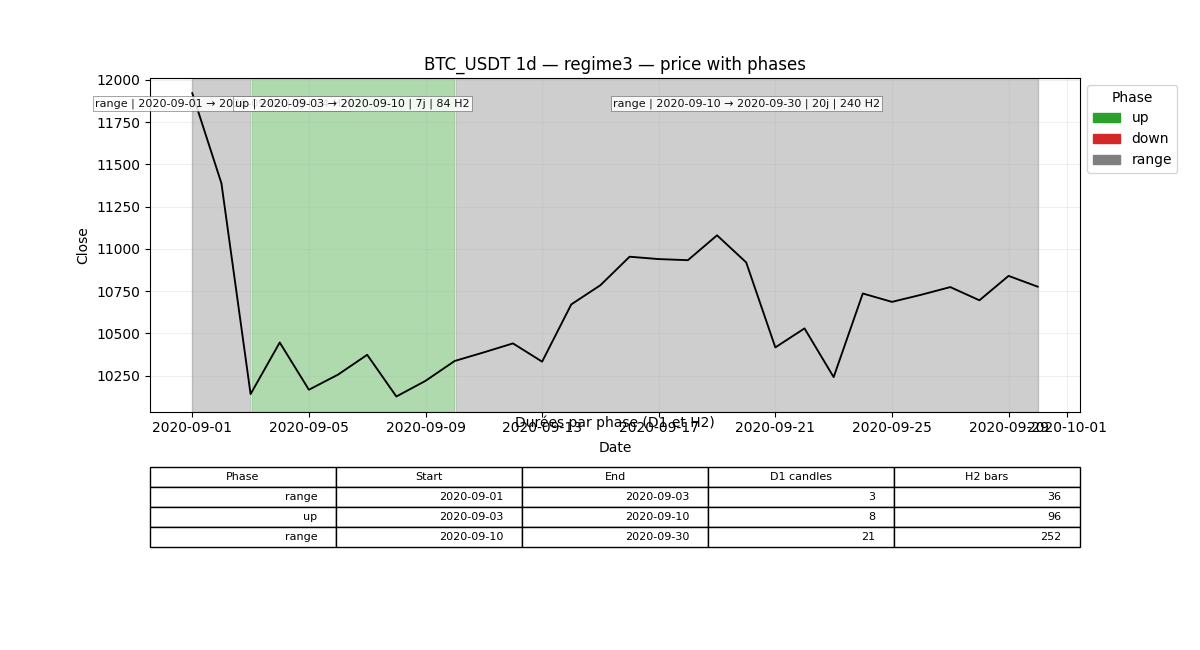 BTC_USDT 1d — regime3 — price with phases
12000
11750
11500
11250
11000
10750
10500
10250
Close
range | 2020-09-01 → 20
up | 2020-09-03 → 2020-09-10 | 7j | 84 H2
range | 2020-09-10 → 2020-09-30 | 20j | 240 H2
Phase
up
down
range
Durées par phase (D1 et H2)
2020-09-01 2020-09-05 2020-09-09 2020-09-13 2020-09-17 2020-09-21 2020-09-25 2020-09-29 2020-10-01
Date
Phase Start End D1 candles H2 bars
range 2020-09-01 2020-09-03 3 36
up 2020-09-03 2020-09-10 8 96
range 2020-09-10 2020-09-30 21 252